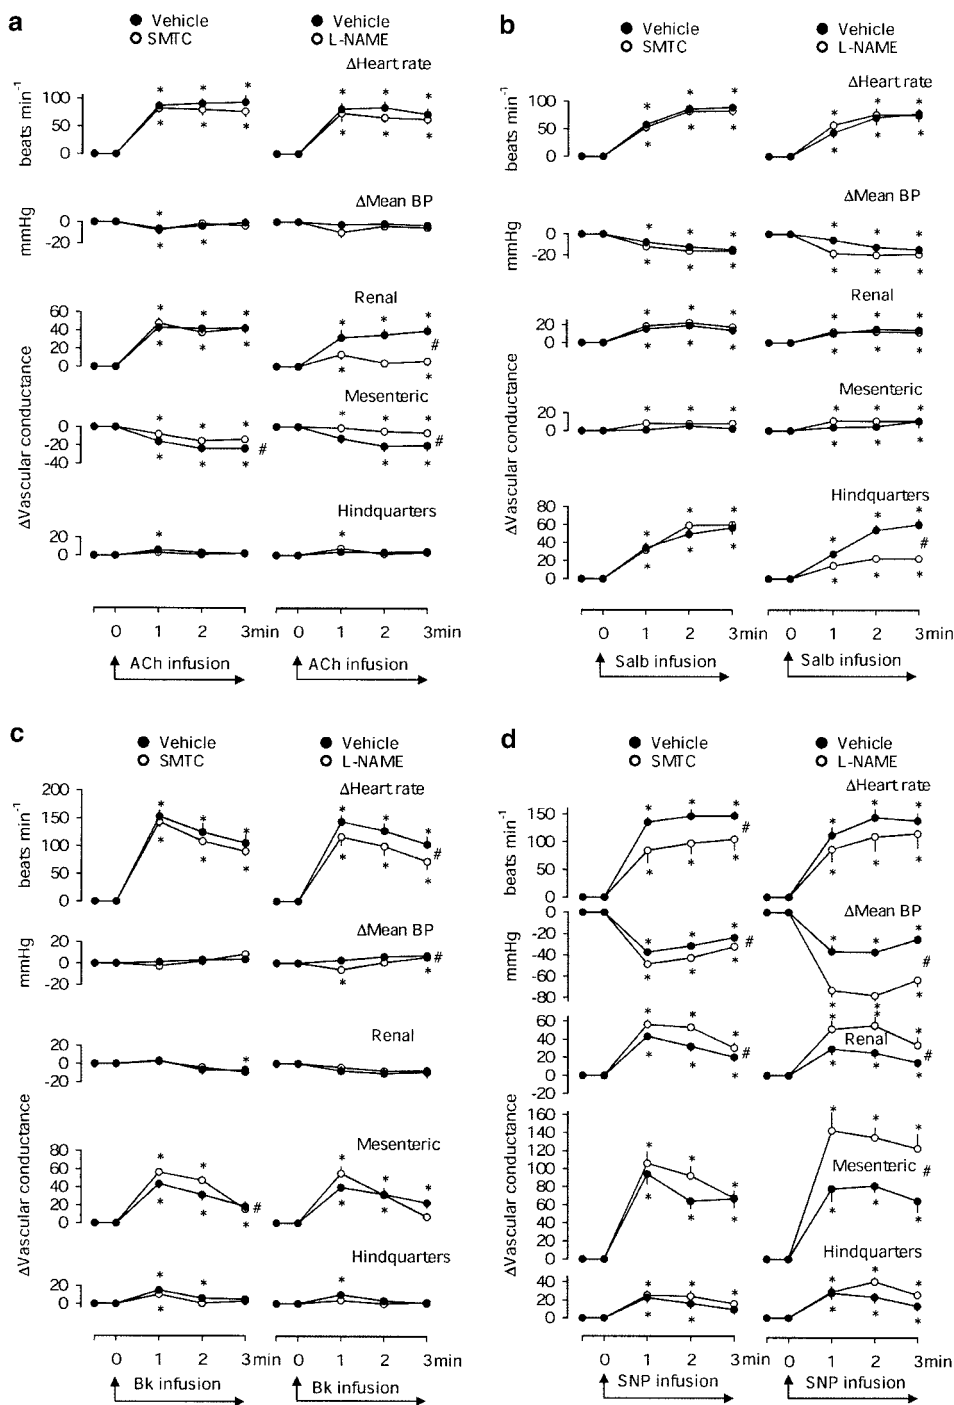 a
● Vehicle
○ SMTC
● Vehicle
○ L-NAME
ΔHeart rate
beats min⁻¹
100
50
0
* * *
* * *
* * *
* * *
ΔMean BP
mmHg
0
-20
*
* *
Renal
ΔVascular conductance
60
40
20
0
* * *
* * *
* * *
#
* *
Mesenteric
0
-20
-40
* * *
#
* * *
* * *
#
* *
Hindquarters
20
0
*
*
0 1 2 3min
0 1 2 3min
ACh infusion
ACh infusion
b
● Vehicle
○ SMTC
● Vehicle
○ L-NAME
ΔHeart rate
beats min⁻¹
100
50
0
* * *
* * *
* * *
* * *
ΔMean BP
mmHg
0
-20
* * *
* * *
* * *
* * *
Renal
ΔVascular conductance
20
0
* * *
* * *
* * *
* * *
Mesenteric
20
0
* * *
* * *
* * *
Hindquarters
80
60
40
20
0
* * *
* * *
* * *
#
* * *
0 1 2 3min
0 1 2 3min
Salb infusion
Salb infusion
c
● Vehicle
○ SMTC
● Vehicle
○ L-NAME
ΔHeart rate
beats min⁻¹
200
150
100
50
0
* * *
* * *
* * *
#
* * *
ΔMean BP
mmHg
20
0
-20
* *
#
* *
Renal
ΔVascular conductance
20
0
-20
*
Mesenteric
80
60
40
20
0
* *
#
* * *
* *
* *
Hindquarters
20
0
* *
*
*
0 1 2 3min
0 1 2 3min
Bk infusion
Bk infusion
d
● Vehicle
○ SMTC
● Vehicle
○ L-NAME
ΔHeart rate
beats min⁻¹
150
100
50
0
* * *
#
* * *
* * *
* * *
ΔMean BP
mmHg
0
-20
-40
-60
-80
* * *
#
* * *
* * *
#
* * *
Renal
ΔVascular conductance
60
40
20
0
* * *
#
* * *
* * *
#
* * *
Mesenteric
160
140
120
100
80
60
40
20
0
* * *
* * *
* * *
#
* * *
Hindquarters
40
20
0
* * *
* *
* * *
* * *
0 1 2 3min
0 1 2 3min
SNP infusion
SNP infusion